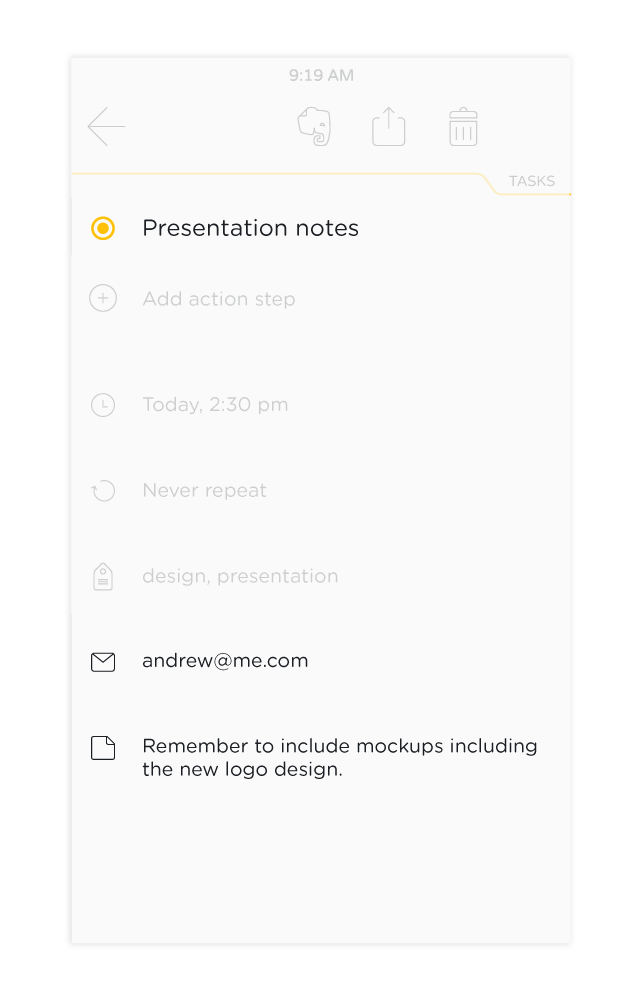 9:19 AM
TASKS
Presentation notes
Add action step
Today, 2:30 pm
Never repeat
design, presentation
andrew@me.com
Remember to include mockups including
the new logo design.